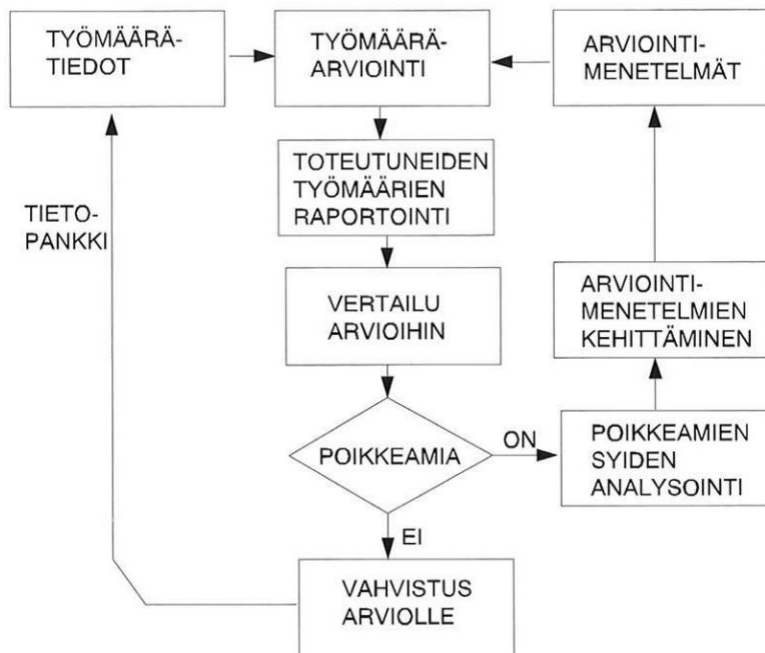 TYÖMÄÄRÄ-
TIEDOT
TYÖMÄÄRÄ-
ARVIOINTI
ARVIOINTI-
MENETELMÄT
TOTEUTUNEIDEN
TYÖMÄÄRIEN
RAPORTOINTI
TIETO-
PANKKI
VERTAILU
ARVIOIHIN
ARVIOINTI-
MENETELMIEN
KEHITTÄMINEN
POIKKEAMIA
ON
POIKKEAMIEN
SYIDEN
ANALYSOINTI
EI
VAHVISTUS
ARVIOLLE